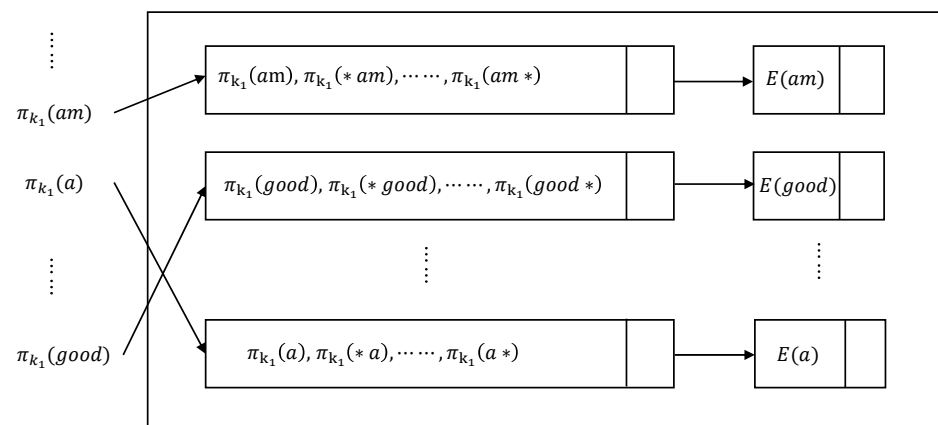 π_{k_1}(am)
π_{k_1}(a)
π_{k_1}(good)
π_{k_1}(am), π_{k_1}(* am), ⋯⋯, π_{k_1}(am *)
E(am)
π_{k_1}(good), π_{k_1}(* good), ⋯⋯, π_{k_1}(good *)
E(good)
π_{k_1}(a), π_{k_1}(* a), ⋯⋯, π_{k_1}(a *)
E(a)